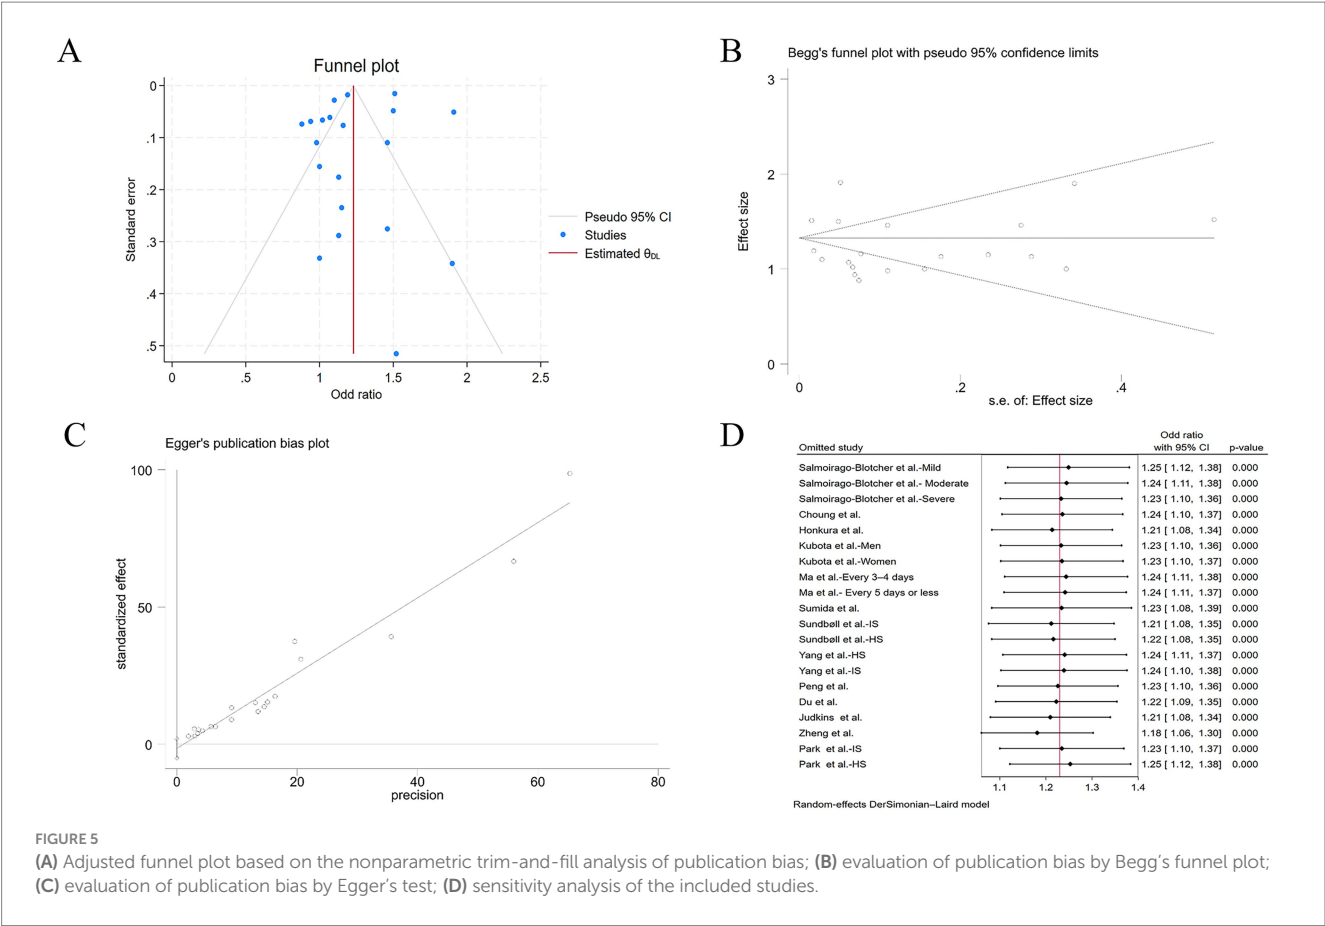 A
Funnel plot
0
.1
.2
.3
.4
.5
Standard error
0
.5
1
1.5
2
2.5
Odd ratio
Pseudo 95% CI
Studies
Estimated θDL
B
Begg's funnel plot with pseudo 95% confidence limits
3
2
1
0
Effect size
0
.2
.4
s.e. of: Effect size
C
Egger's publication bias plot
100
50
0
standardized effect
0
20
40
60
80
precision
D
Odd ratio
Omitted study with 95% CI p-value
Salmoirago-Blotcher et al.-Mild 1.25 [ 1.12, 1.38] 0.000
Salmoirago-Blotcher et al.- Moderate 1.24 [ 1.11, 1.38] 0.000
Salmoirago-Blotcher et al.-Severe 1.23 [ 1.10, 1.36] 0.000
Choung et al. 1.24 [ 1.10, 1.37] 0.000
Honkura et al. 1.21 [ 1.08, 1.34] 0.000
Kubota et al.-Men 1.23 [ 1.10, 1.36] 0.000
Kubota et al.-Women 1.23 [ 1.10, 1.37] 0.000
Ma et al.-Every 3–4 days 1.24 [ 1.11, 1.38] 0.000
Ma et al.- Every 5 days or less 1.24 [ 1.11, 1.37] 0.000
Sumida et al. 1.23 [ 1.08, 1.39] 0.000
Sundbøll et al.-IS 1.21 [ 1.08, 1.35] 0.000
Sundbøll et al.-HS 1.22 [ 1.08, 1.35] 0.000
Yang et al.-HS 1.24 [ 1.11, 1.37] 0.000
Yang et al.-IS 1.24 [ 1.10, 1.38] 0.000
Peng et al. 1.23 [ 1.10, 1.36] 0.000
Du et al. 1.22 [ 1.09, 1.35] 0.000
Judkins et al. 1.21 [ 1.08, 1.34] 0.000
Zheng et al. 1.18 [ 1.06, 1.30] 0.000
Park et al.-IS 1.23 [ 1.10, 1.37] 0.000
Park et al.-HS 1.25 [ 1.12, 1.38] 0.000
1.1
1.2
1.3
1.4
Random-effects DerSimonian–Laird model
FIGURE 5
(A) Adjusted funnel plot based on the nonparametric trim-and-fill analysis of publication bias; (B) evaluation of publication bias by Begg's funnel plot;
(C) evaluation of publication bias by Egger's test; (D) sensitivity analysis of the included studies.